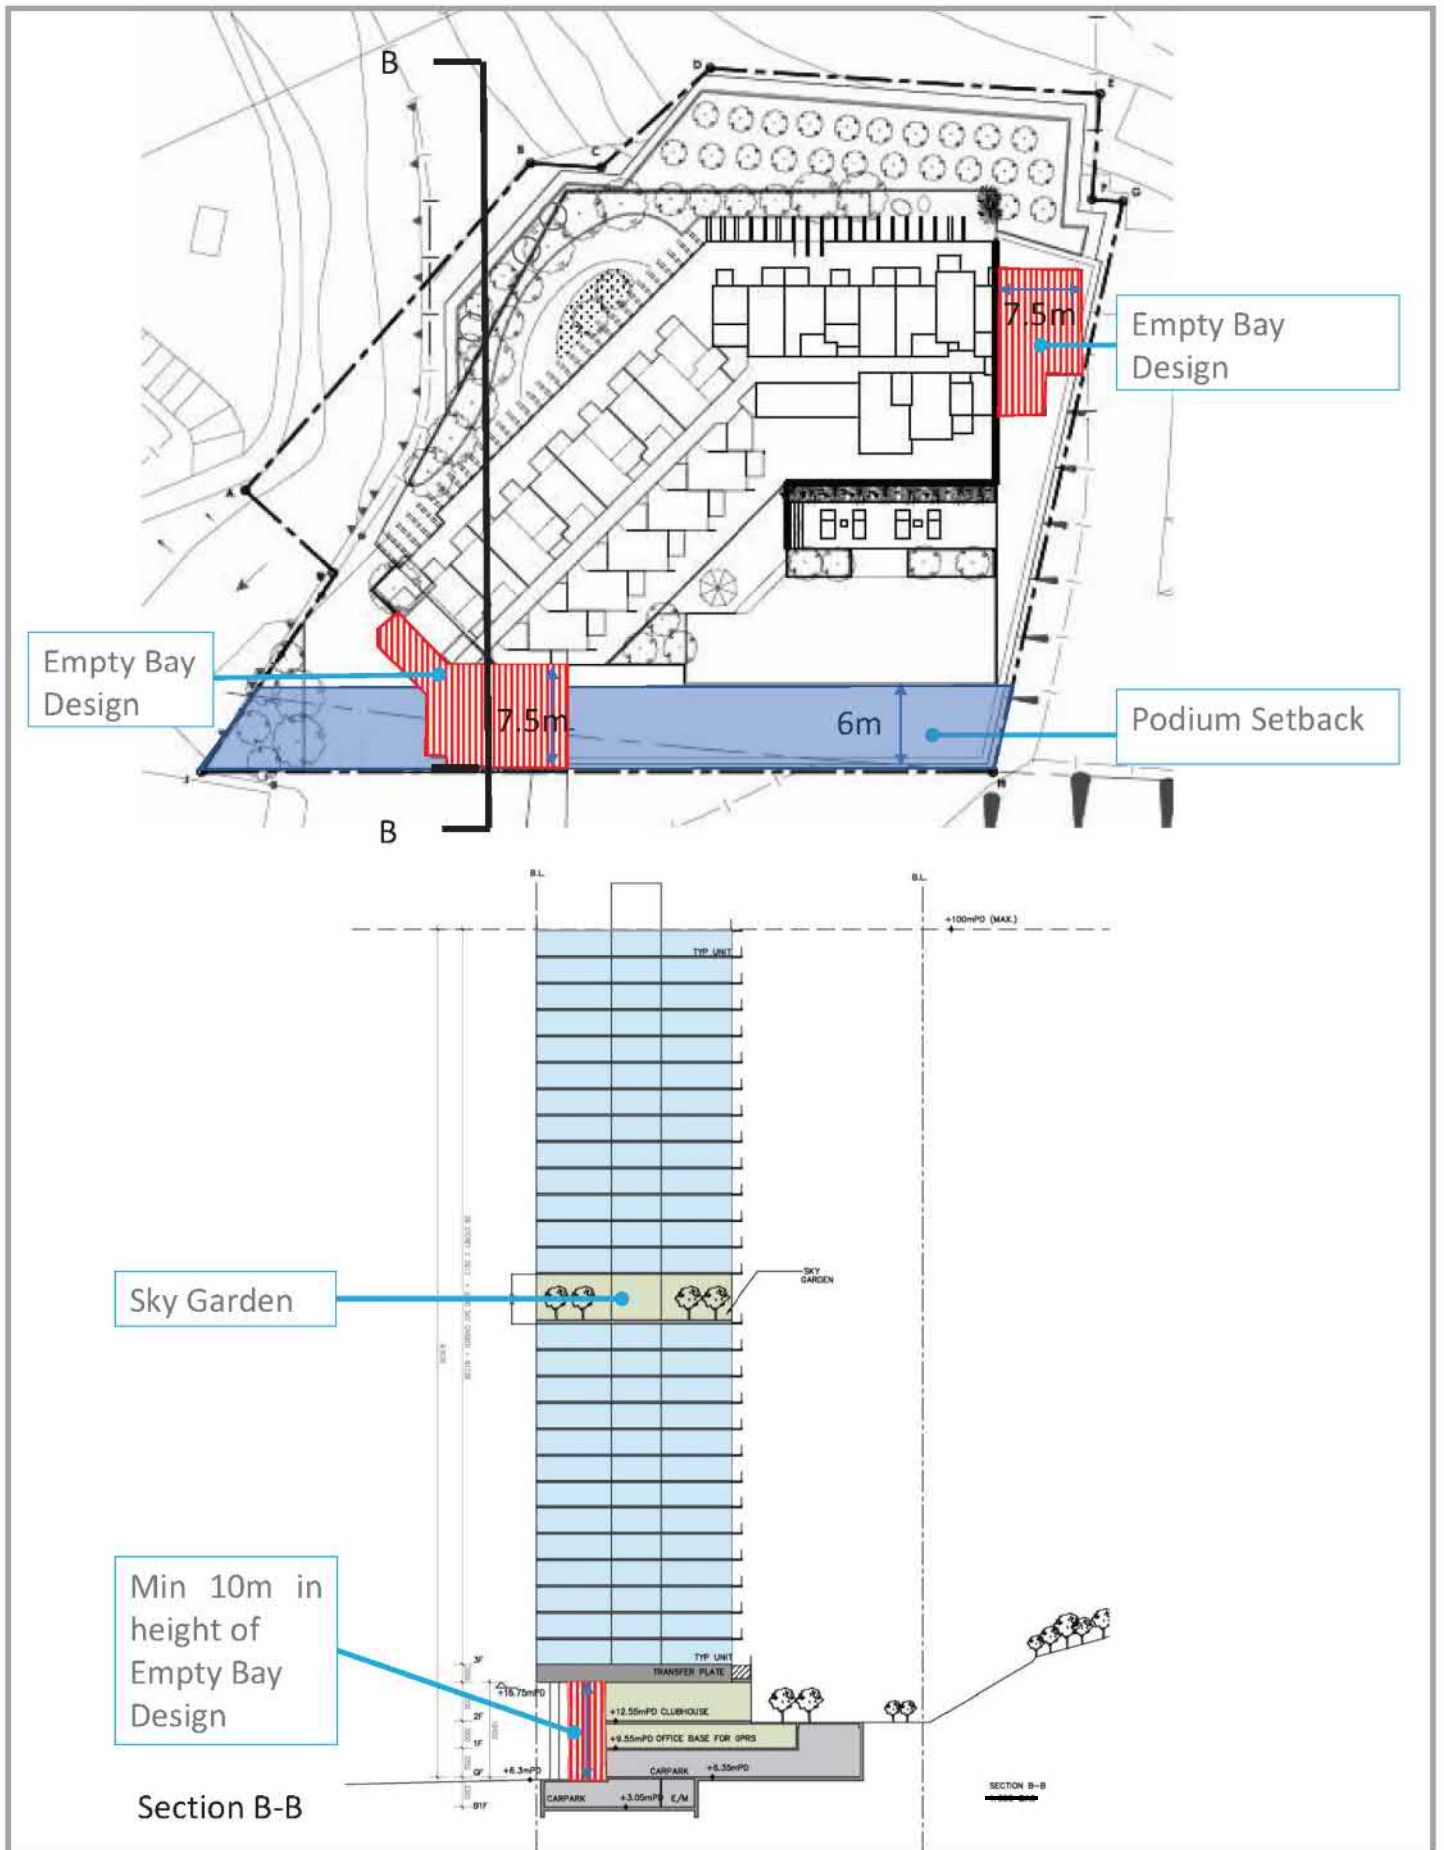 B
D
E
B
C
F
G
7.5m
Empty Bay
Design
A
Empty Bay
Design
7.5m
6m
Podium Setback
J
H
B
B.L.
B.L.
+100mPD (MAX.)
TYP UNIT
Sky Garden
SKY
GARDEN
Min 10m in
height of
Empty Bay
Design
3F
TYP UNIT
TRANSFER PLATE
+16.75mPD
2F
+12.55mPD CLUBHOUSE
1F
+9.55mPD OFFICE BASE FOR OPRS
GF
+6.3mPD
CARPARK
+6.35mPD
B1F
CARPARK
+3.05mPD
E/M
Section B-B
SECTION B-B